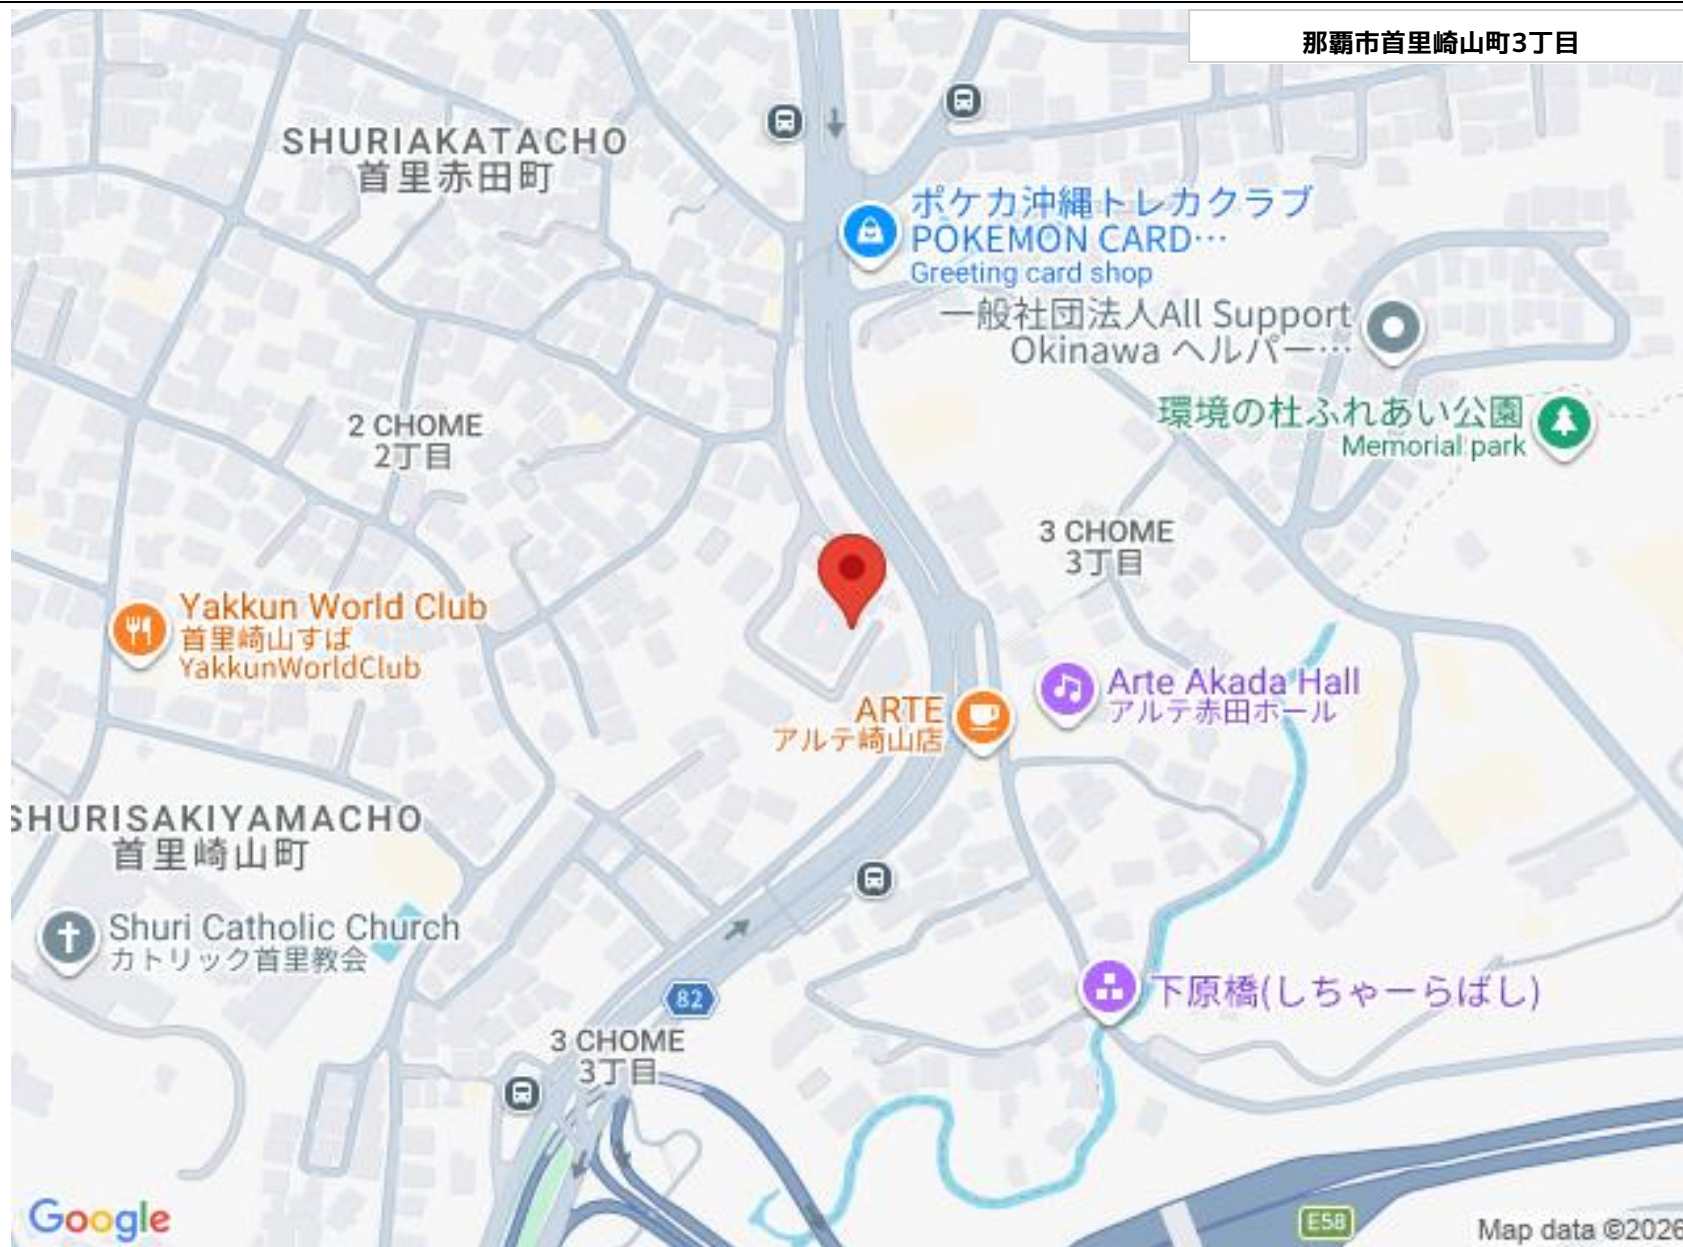 那覇市首里崎山町3丁目
SHURIAKATACHO
首里赤田町
ポケカ沖縄トレカクラブ
POKEMON CARD…
Greeting card shop
一般社団法人All Support
Okinawa ヘルパー…
環境の杜ふれあい公園
Memorial park
2 CHOME
2丁目
3 CHOME
3丁目
Yakkun World Club
首里崎山すば
YakkunWorldClub
Arte Akada Hall
アルテ赤田ホール
ARTE
アルテ崎山店
SHURISAKIYAMACHO
首里崎山町
Shuri Catholic Church
カトリック首里教会
82
下原橋(しちゃーらばし)
3 CHOME
3丁目
Google
E58
Map data ©2026